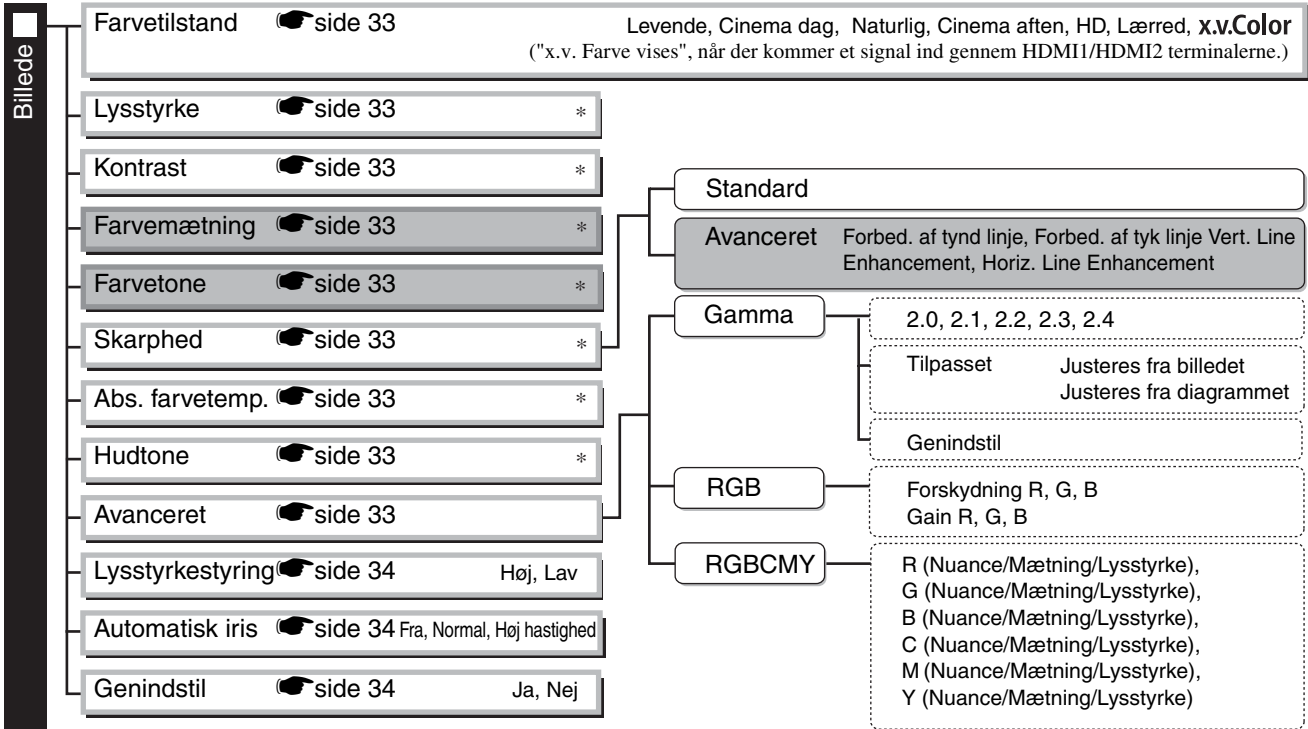 Billede
Farvetilstand side 33 Levende, Cinema dag, Naturlig, Cinema aften, HD, Lærred, x.v.Color
("x.v. Farve vises", når der kommer et signal ind gennem HDMI1/HDMI2 terminalerne.)
Lysstyrke side 33 *
Kontrast side 33 *
Farvemætning side 33 *
Farvetone side 33 *
Skarphed side 33 *
Abs. farvetemp. side 33 *
Hudtone side 33 *
Avanceret side 33
Lysstyrkestyring side 34 Høj, Lav
Automatisk iris side 34 Fra, Normal, Høj hastighed
Genindstil side 34 Ja, Nej
Standard
Avanceret Forbed. af tynd linje, Forbed. af tyk linje Vert. Line
Enhancement, Horiz. Line Enhancement
Gamma
2.0, 2.1, 2.2, 2.3, 2.4
Tilpasset Justeres fra billedet
Justeres fra diagrammet
Genindstil
RGB
Forskydning R, G, B
Gain R, G, B
RGBCMY
R (Nuance/Mætning/Lysstyrke),
G (Nuance/Mætning/Lysstyrke),
B (Nuance/Mætning/Lysstyrke),
C (Nuance/Mætning/Lysstyrke),
M (Nuance/Mætning/Lysstyrke),
Y (Nuance/Mætning/Lysstyrke)